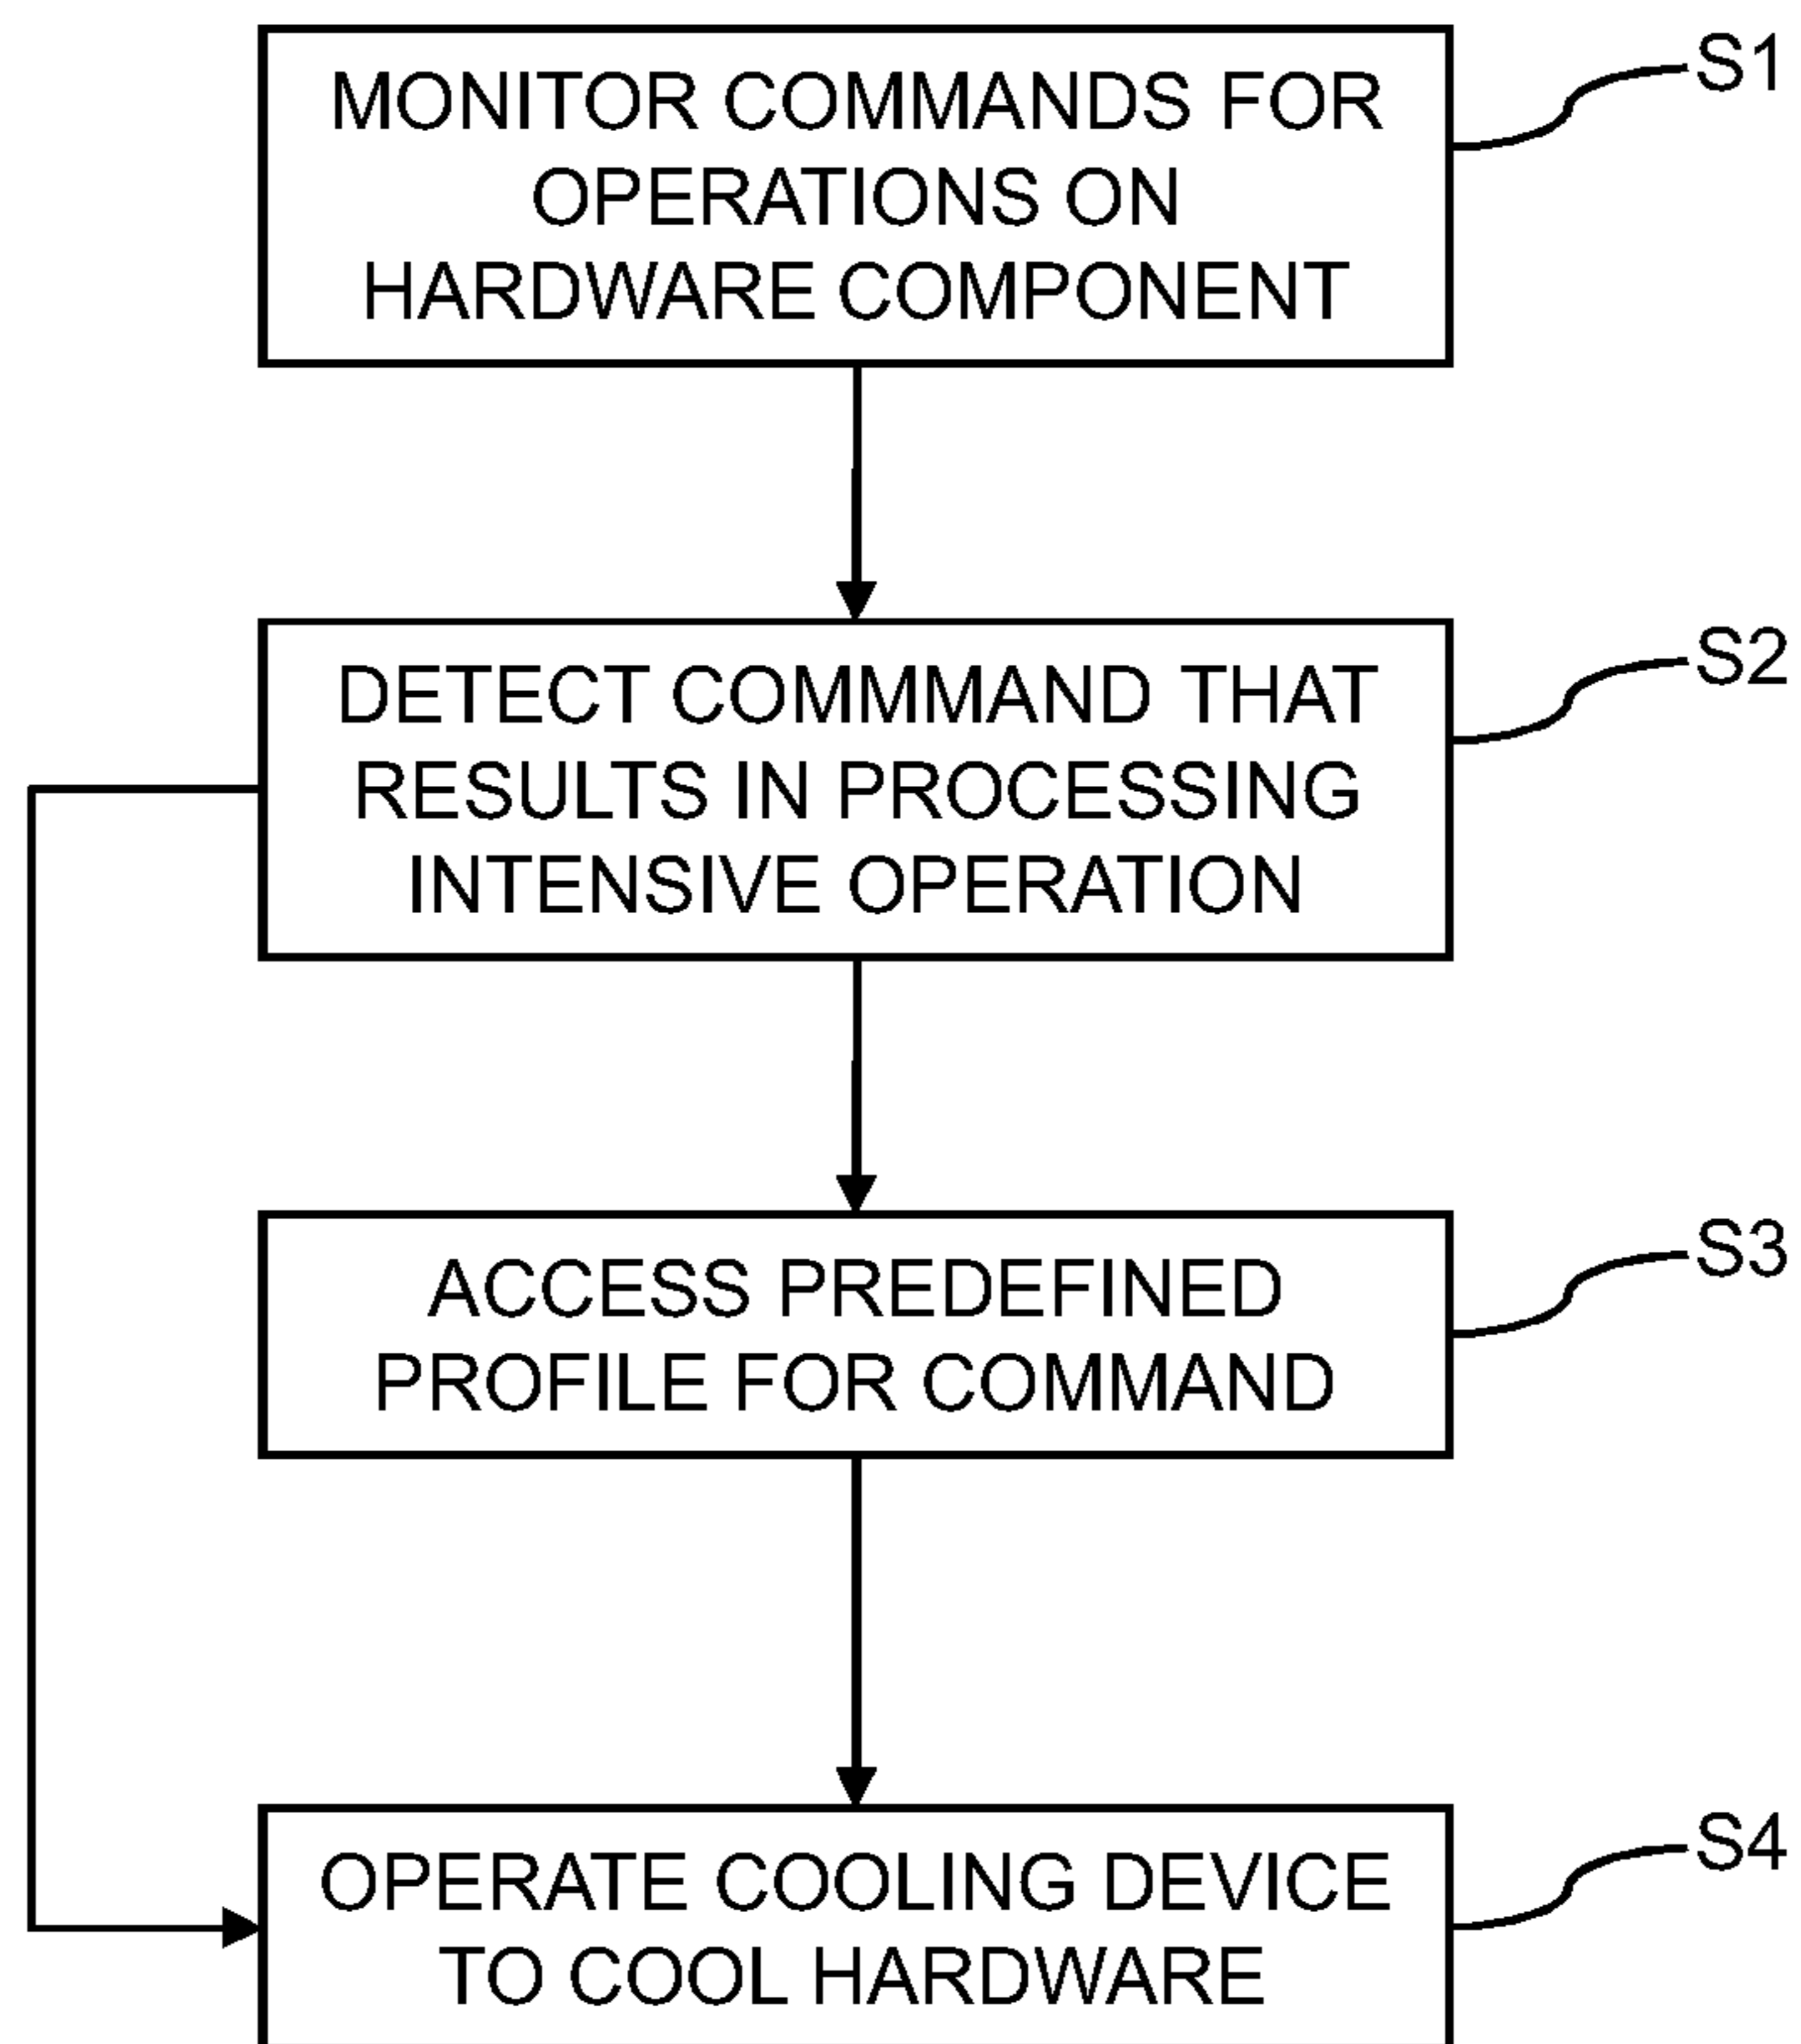 MONITOR COMMANDS FOR
OPERATIONS ON
HARDWARE COMPONENT
S1
DETECT COMMMAND THAT
RESULTS IN PROCESSING
INTENSIVE OPERATION
S2
ACCESS PREDEFINED
PROFILE FOR COMMAND
S3
OPERATE COOLING DEVICE
TO COOL HARDWARE
S4